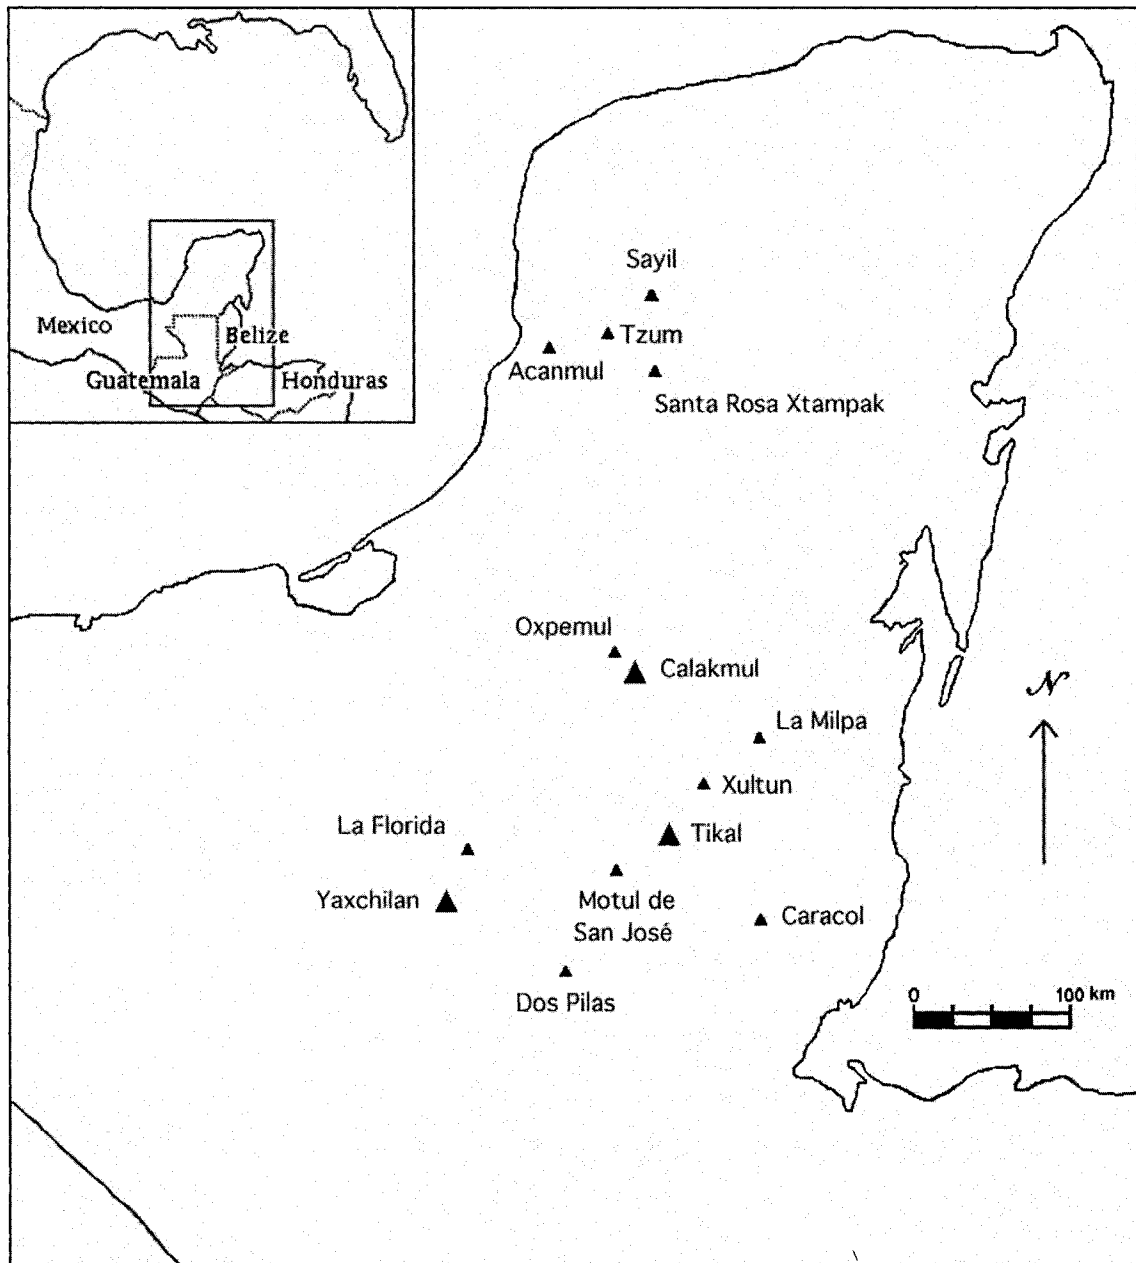 Mexico
Belize
Guatemala
Honduras
Sayil
Tzum
Acanmul
Santa Rosa Xtampak
Oxpemul
Calakmul
N
La Milpa
Xultun
La Florida
Tikal
Yaxchilan
Motul de
San José
Caracol
Dos Pilas
0 100 km